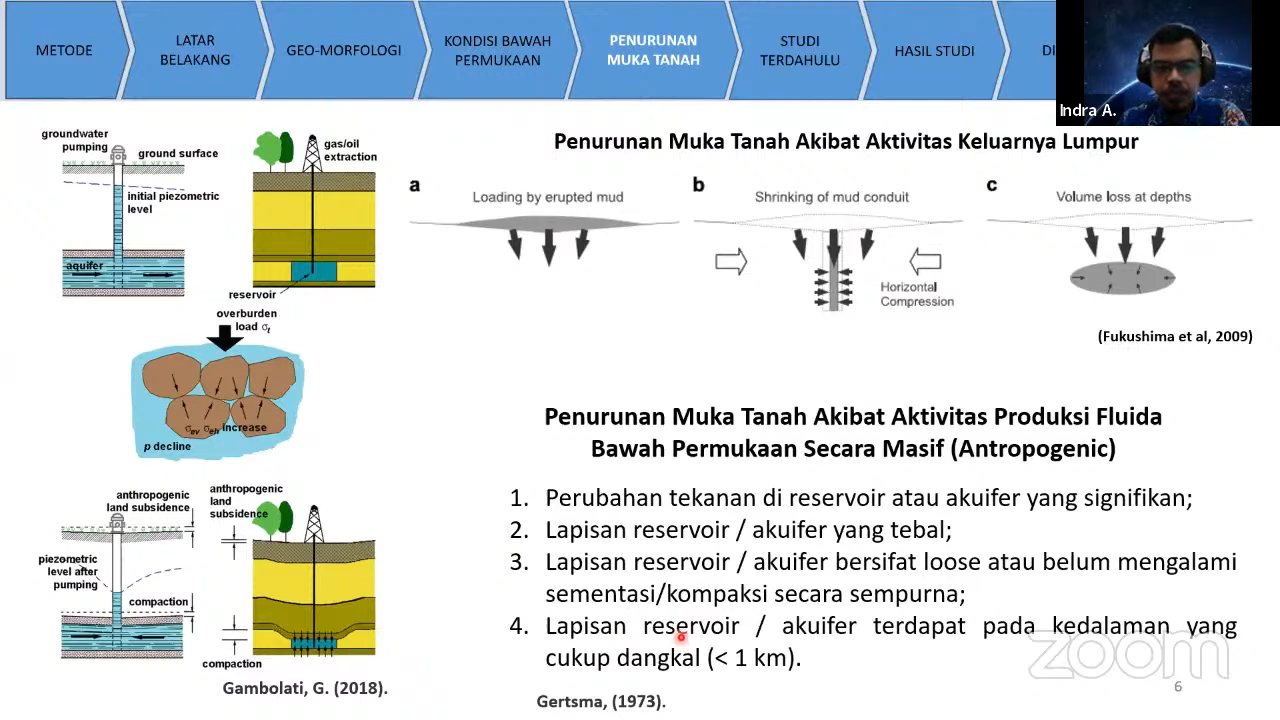 METODE
LATAR
BELAKANG
GEO-MORFOLOGI
KONDISI BAWAH
PERMUKAAN
PENURUNAN
MUKA TANAH
STUDI
TERDAHULU
HASIL STUDI
DI
Indra A.
groundwater
pumping
ground surface
initial piezometric
level
aquifer
gas/oil
extraction
reservoir
overburden
load σt
σev σeh increase
p decline
anthropogenic
land subsidence
piezometric
level after
pumping
compaction
anthropogenic
land
subsidence
compaction
Gambolati, G. (2018).
Penurunan Muka Tanah Akibat Aktivitas Keluarnya Lumpur
a
Loading by erupted mud
b
Shrinking of mud conduit
Horizontal
Compression
c
Volume loss at depths
(Fukushima et al, 2009)
Penurunan Muka Tanah Akibat Aktivitas Produksi Fluida
Bawah Permukaan Secara Masif (Antropogenic)
1. Perubahan tekanan di reservoir atau akuifer yang signifikan;
2. Lapisan reservoir / akuifer yang tebal;
3. Lapisan reservoir / akuifer bersifat loose atau belum mengalami
sementasi/kompaksi secara sempurna;
4. Lapisan reservoir / akuifer terdapat pada kedalaman yang
cukup dangkal (< 1 km).
Gertsma, (1973).
zoom
6